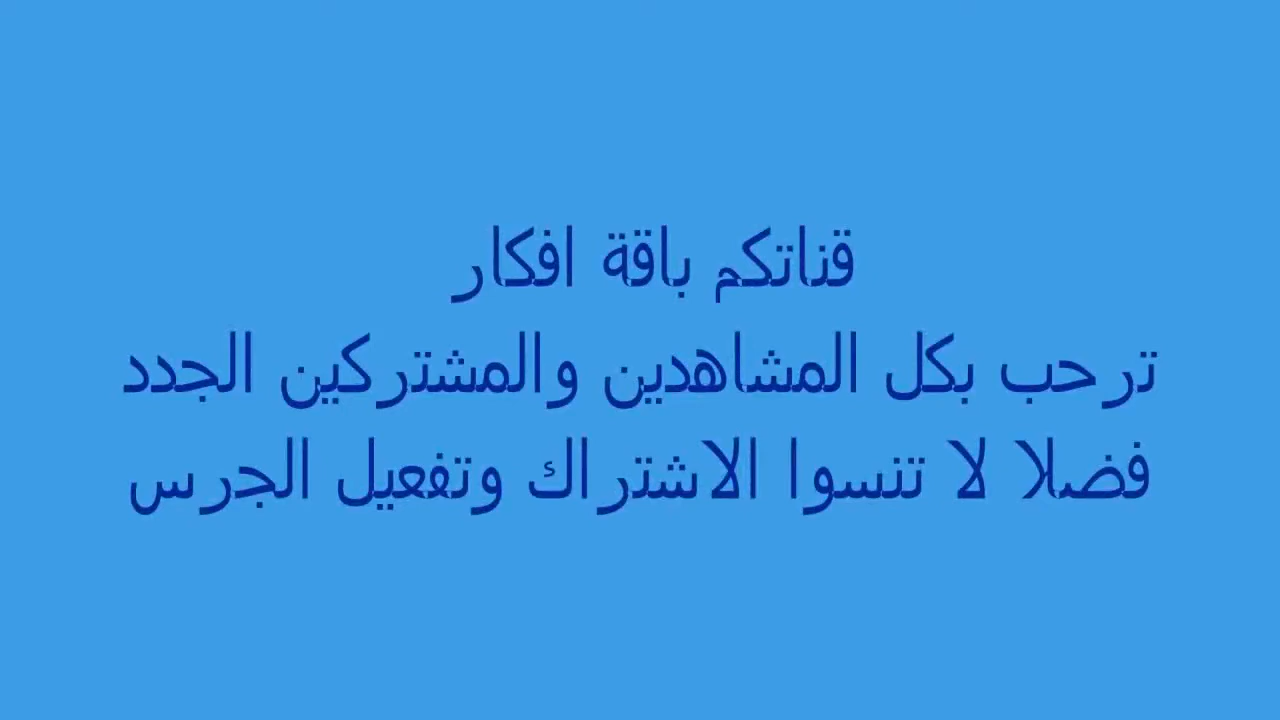 قناتكم باقة افكار
ترحب بكل المشاهدين والمشتركين الجدد
فضلا لا تنسوا الاشتراك وتفعيل الجرس